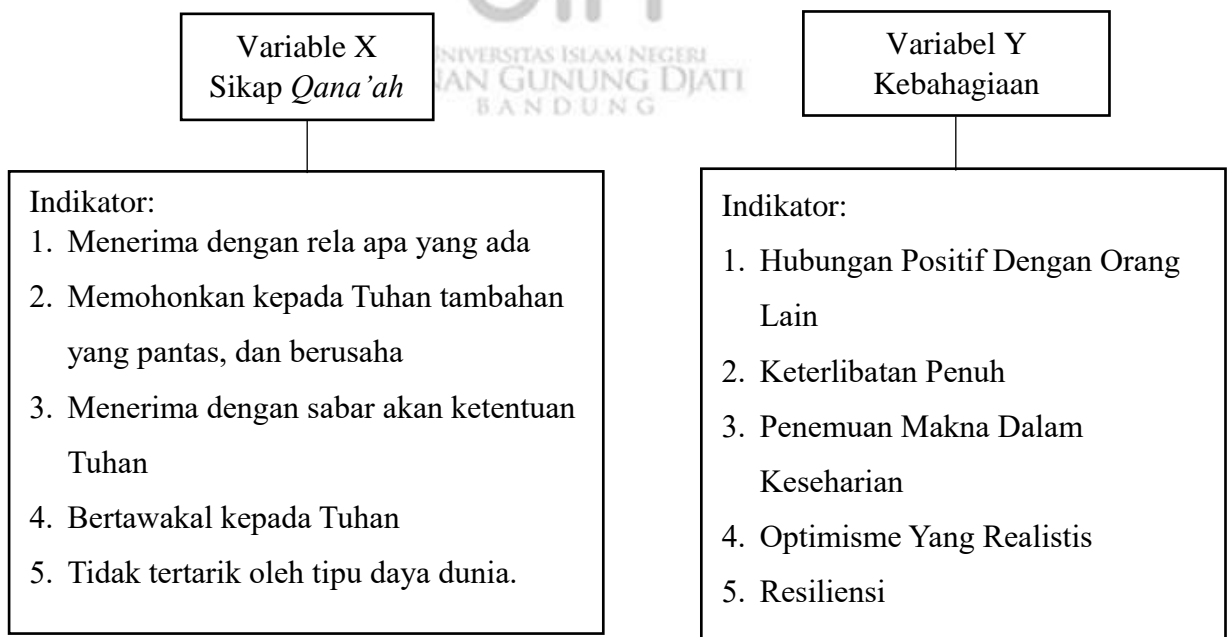 Variable X
Sikap Qana’ah
UNIVERSITAS ISLAM NEGERI
GUNUNG DJATI
BANDUNG
Variabel Y
Kebahagiaan
Indikator:
1. Menerima dengan rela apa yang ada
2. Memohonkan kepada Tuhan tambahan
yang pantas, dan berusaha
3. Menerima dengan sabar akan ketentuan
Tuhan
4. Bertawakal kepada Tuhan
5. Tidak tertarik oleh tipu daya dunia.
Indikator:
1. Hubungan Positif Dengan Orang
Lain
2. Keterlibatan Penuh
3. Penemuan Makna Dalam
Keseharian
4. Optimisme Yang Realistis
5. Resiliensi